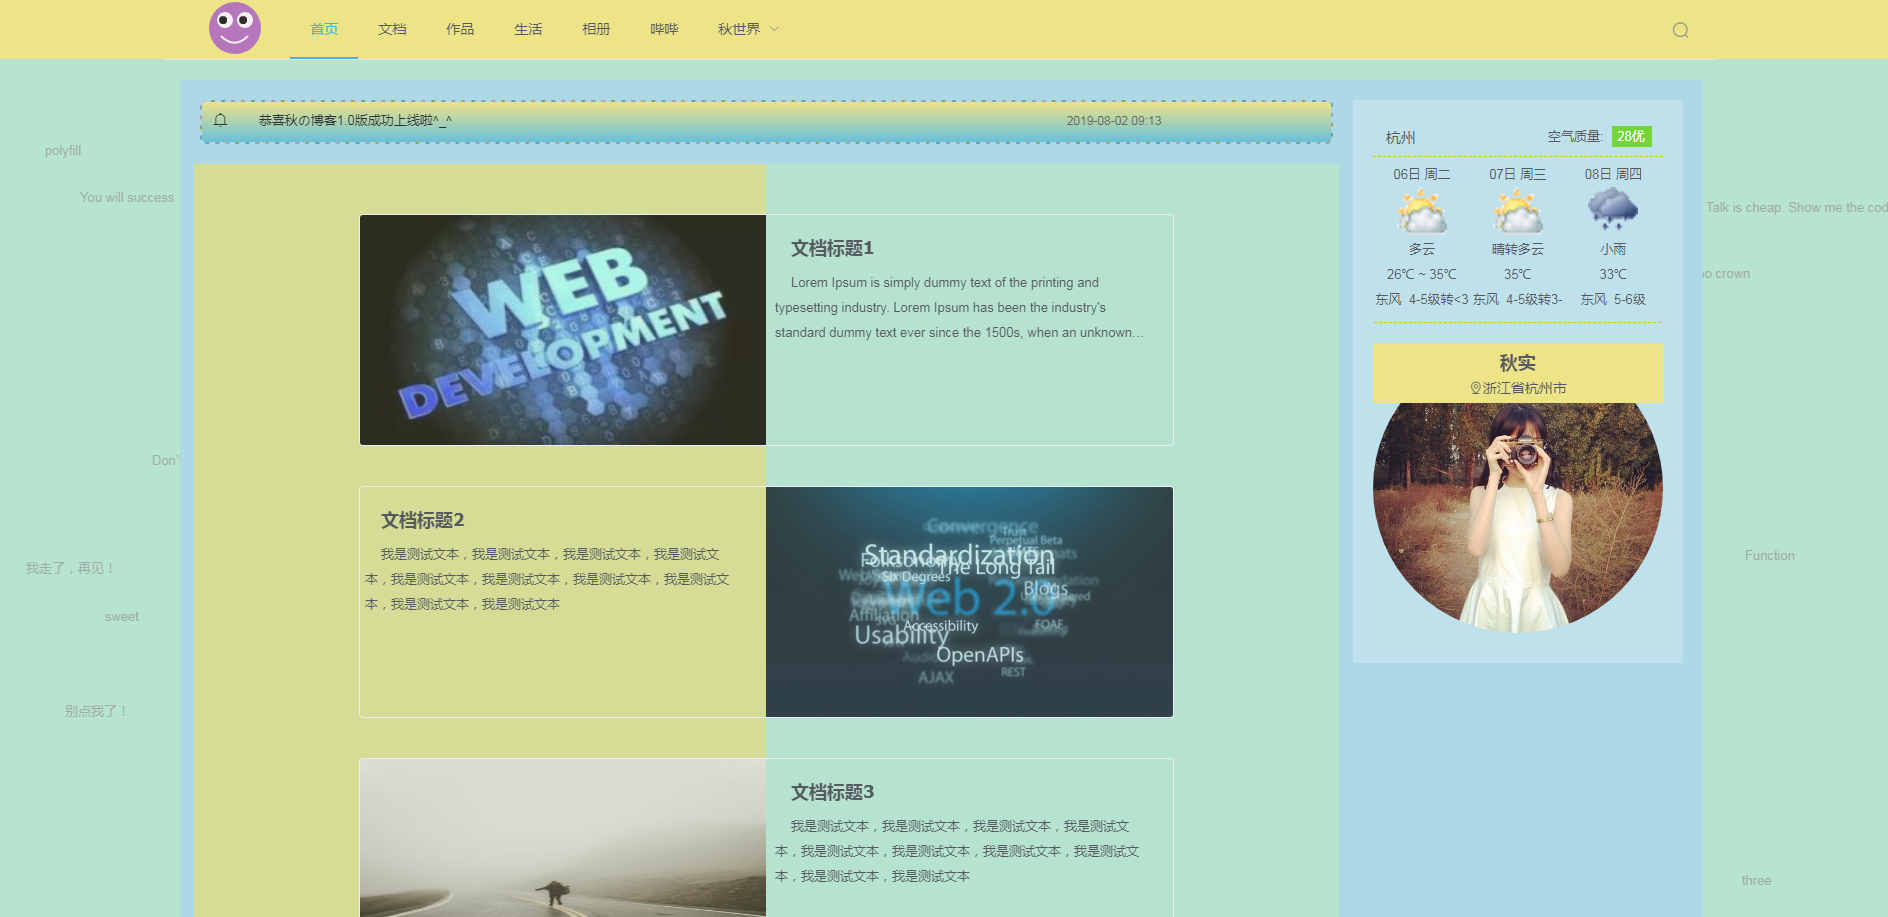 首页 文档 作品 生活 相册 哔哔 秋世界
恭喜秋の博客1.0版成功上线啦^_^ 2019-08-02 09:13
polyfill
You will success
Don'
我走了，再见！
sweet
别点我了！
WEB
DEVELOPMENT
文档标题1
Lorem Ipsum is simply dummy text of the printing and
typesetting industry. Lorem Ipsum has been the industry's
standard dummy text ever since the 1500s, when an unknown...
文档标题2
我是测试文本，我是测试文本，我是测试文本，我是测试文
本，我是测试文本，我是测试文本，我是测试文本，我是测试文
本，我是测试文本，我是测试文本
Convergence
Trust
Perpetual Beta
Standardization
Folksonomy
The Long Tail
Six Degrees
Blogs
Web 2.0
Affiliation
Accessibility
FOAF
Usability
OpenAPIs
REST
AJAX
文档标题3
我是测试文本，我是测试文本，我是测试文本，我是测试文
本，我是测试文本，我是测试文本，我是测试文本，我是测试文
本，我是测试文本，我是测试文本
杭州 空气质量: 28优
06日 周二 07日 周三 08日 周四
多云 晴转多云 小雨
26℃ ~ 35℃ 35℃ 33℃
东风 4-5级转<3 东风 4-5级转3- 东风 5-6级
秋实
浙江省杭州市
Talk is cheap. Show me the cod
no crown
Function
three